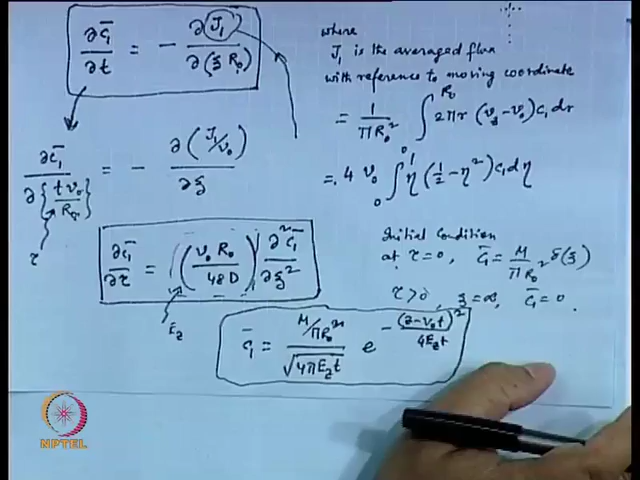 ∂c̄₁/∂t = − ∂J₁/∂(ξ R₀)
∂c̄₁/∂{t v₀/R₀} = − ∂(J₁/v₀)/∂ξ
τ
∂c̄₁/∂τ = (v₀ R₀/48D) ∂²c̄₁/∂ξ²
E₂
c̄₁ = (M/πR₀²)/√(4πE₂t) e^(−(z−v₀t)²/4E₂t)
where
J₁ is the averaged flux
with reference to moving coordinate
= 1/(πR₀²) ∫₀^R₀ 2πr (v_z − v₀) c₁ dr
= 4 v₀ ∫₀¹ η (½ − η²) c₁ dη
Initial Condition
at τ=0, c̄₁ = M/(πR₀²) δ(ξ)
τ>0, ξ=∞, c̄₁=0.
NPTEL